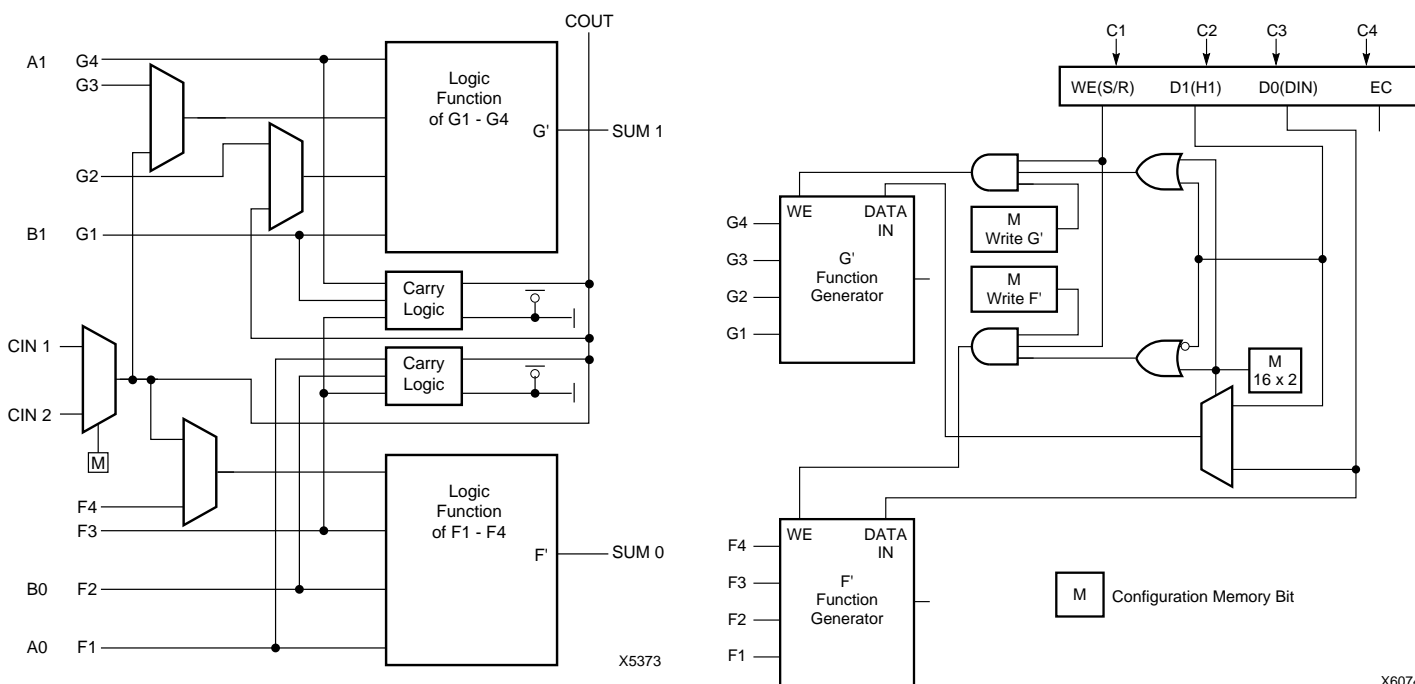 COUT
A1 G4
G3
Logic
Function
of G1 - G4
G' SUM 1
G2
B1 G1
Carry
Logic
CIN 1
Carry
Logic
CIN 2
M
F4
F3
Logic
Function
of F1 - F4
F' SUM 0
B0 F2
A0 F1
X5373
C1 C2 C3 C4
WE(S/R) D1(H1) D0(DIN) EC
WE DATA
IN
G4
G3
G2
G1
G'
Function
Generator
M
Write G'
M
Write F'
M
16 x 2
WE DATA
IN
F4
F3
F2
F1
F'
Function
Generator
M Configuration Memory Bit
X6074